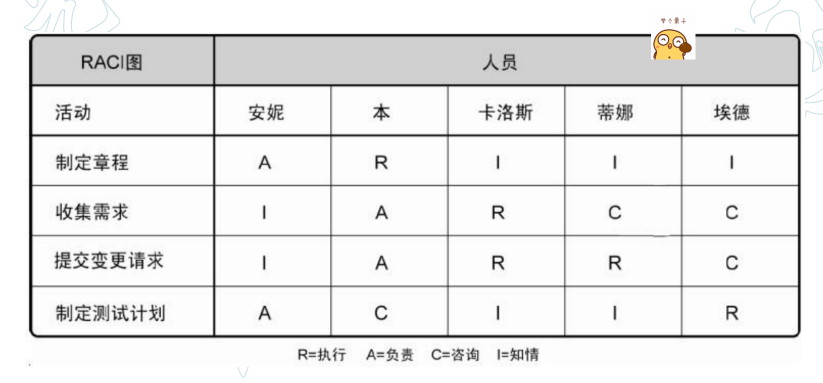 RACI图 人员
活动 安妮 本 卡洛斯 蒂娜 埃德
制定章程 A R I I I
收集需求 I A R C C
提交变更请求 I A R R C
制定测试计划 A C I I R
R=执行 A=负责 C=咨询 I=知情